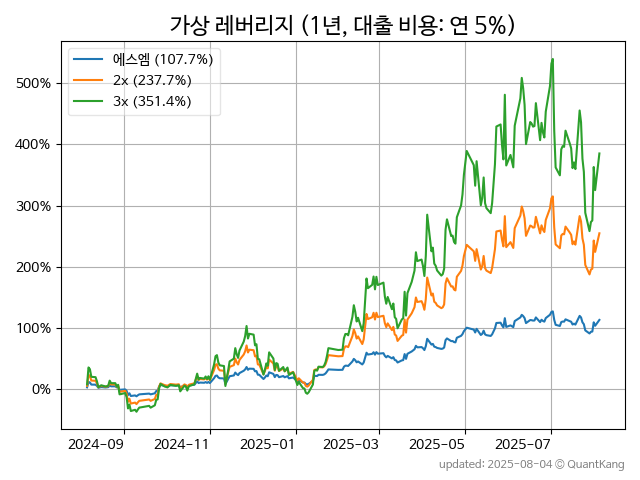 가상 레버리지 (1년, 대출 비용: 연 5%)
에스엠 (107.7%)
2x (237.7%)
3x (351.4%)
500%
400%
300%
200%
100%
0%
2024-09 2024-11 2025-01 2025-03 2025-05 2025-07
updated: 2025-08-04 © QuantKang